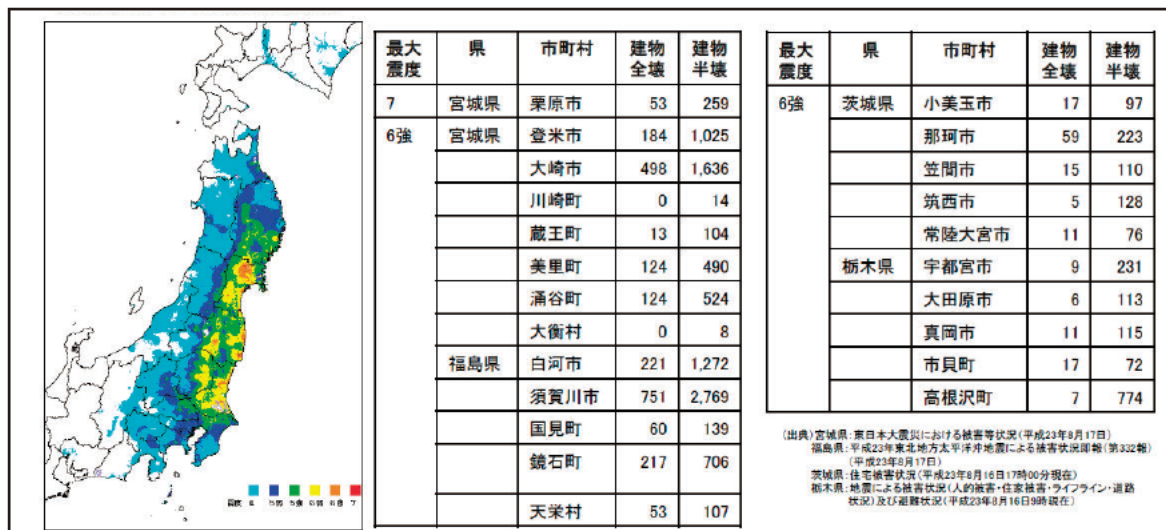 震度 4 5弱 5強 6弱 6強 7
最大震度 県 市町村 建物全壊 建物半壊
7 宮城県 栗原市 53 259
6強 宮城県 登米市 184 1,025
大崎市 498 1,636
川崎町 0 14
蔵王町 13 104
美里町 124 490
涌谷町 124 524
大衡村 0 8
福島県 白河市 221 1,272
須賀川市 751 2,769
国見町 60 139
鏡石町 217 706
天栄村 53 107
最大震度 県 市町村 建物全壊 建物半壊
6強 茨城県 小美玉市 17 97
那珂市 59 223
笠間市 15 110
筑西市 5 128
常陸大宮市 11 76
栃木県 宇都宮市 9 231
大田原市 6 113
真岡市 11 115
市貝町 17 72
高根沢町 7 774
(出典)宮城県:東日本大震災における被害等状況(平成23年8月17日)
福島県:平成23年東北地方太平洋沖地震による被害状況即報(第332報)
(平成23年8月17日)
茨城県:住宅被害状況(平成23年8月16日17時00分現在)
栃木県:地震による被害状況(人的被害・住家被害・ライフライン・道路
状況)及び避難状況(平成23年8月16日9時現在)